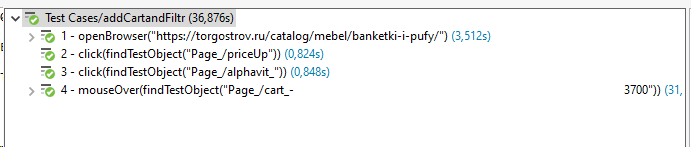 Test Cases/addCartandFiltr (36,876s)
1 - openBrowser("https://torgostrov.ru/catalog/mebel/banketki-i-pufy/") (3,512s)
2 - click(findTestObject("Page_/priceUp")) (0,824s)
3 - click(findTestObject("Page_/alphavit_")) (0,848s)
4 - mouseOver(findTestObject("Page_/cart_- 3700")) (31,